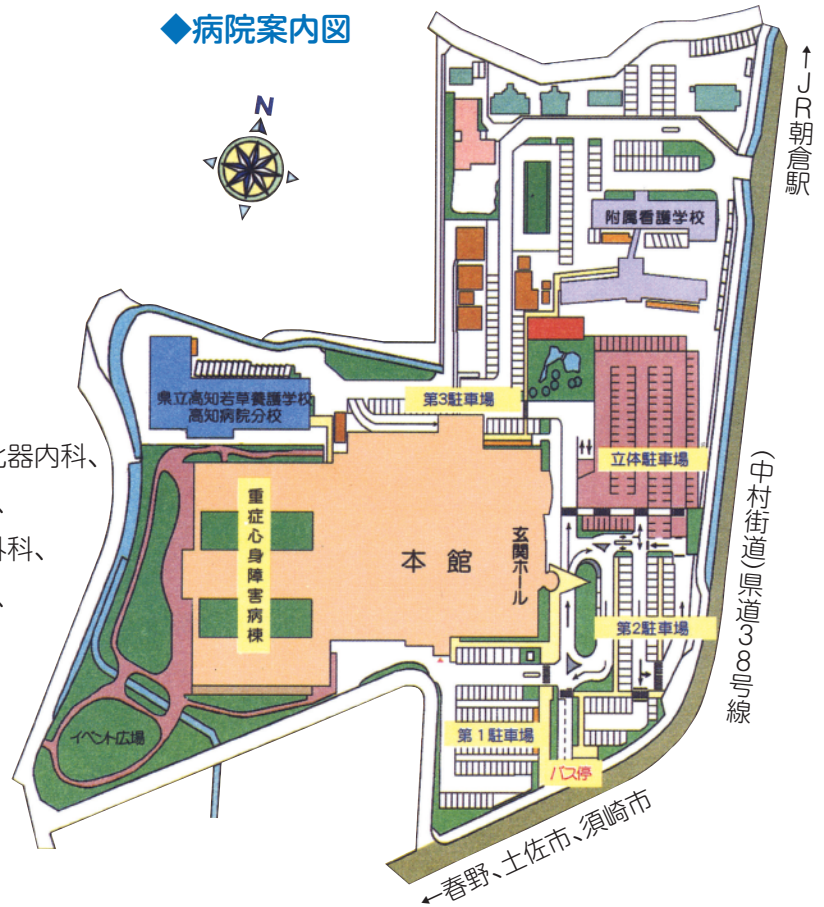 ◆病院案内図
N
↑JR朝倉駅
附属看護学校
県立高知若草養護学校
高知病院分校
第3駐車場
立体駐車場
器内科、
、
科、
、
重症心身障害病棟
本館
玄関ホール
(中村街道)県道38号線
第2駐車場
イベント広場
第1駐車場
バス停
←春野、土佐市、須崎市